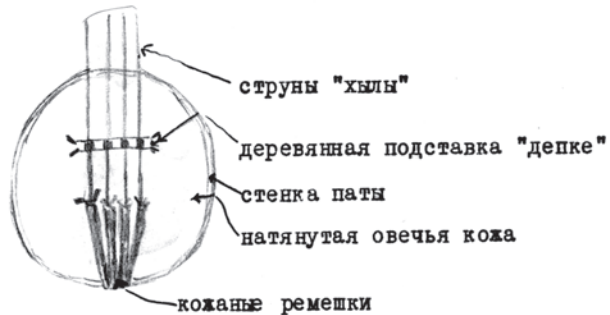 струны "хылы"
деревянная подставка "депке"
стенка паты
натянутая овечья кожа
кожаные ремешки